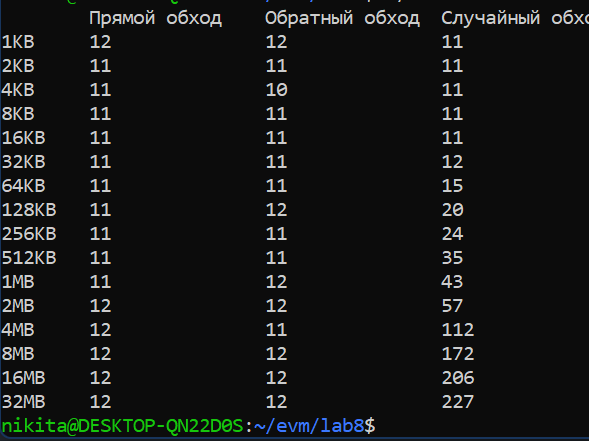 Прямой обход Обратный обход Случайный обхо
1KB 12 12 11
2KB 11 11 11
4KB 11 10 11
8KB 11 11 11
16KB 11 11 11
32KB 11 11 12
64KB 11 11 15
128KB 11 12 20
256KB 11 11 24
512KB 11 11 35
1MB 11 12 43
2MB 12 12 57
4MB 12 11 112
8MB 12 12 172
16MB 12 12 206
32MB 12 12 227
nikita@DESKTOP-QN22D0S:~/evm/lab8$